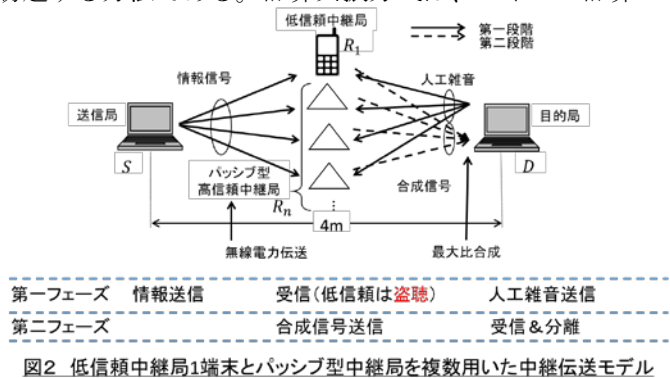 低信頼中継局
R1
第一段階
第二段階
情報信号
人工雑音
送信局
目的局
S
D
パッシブ型
高信頼中継局
Rn
⋮
合成信号
4m
無線電力伝送
最大比合成
第一フェーズ 情報送信 受信(低信頼は盗聴) 人工雑音送信
第二フェーズ 合成信号送信 受信&分離
図2 低信頼中継局1端末とパッシブ型中継局を複数用いた中継伝送モデル